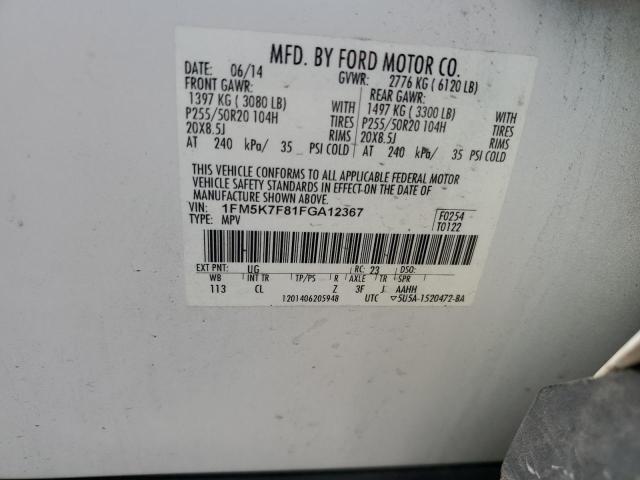 MFD. BY FORD MOTOR CO.
DATE: 06/14 GVWR: 2776 KG ( 6120 LB)
FRONT GAWR: REAR GAWR:
1397 KG ( 3080 LB) WITH 1497 KG ( 3300 LB) WITH
P255/50R20 104H TIRES P255/50R20 104H TIRES
20X8.5J RIMS 20X8.5J RIMS
AT 240 kPa/ 35 PSI COLD AT 240 kPa/ 35 PSI COLD
THIS VEHICLE CONFORMS TO ALL APPLICABLE FEDERAL MOTOR
VEHICLE SAFETY STANDARDS IN EFFECT ON THE DATE OF
MANUFACTURE SHOWN ABOVE.
VIN: 1FM5K7F81FGA12367 F0254
TYPE: MPV T0122
EXT PNT: UG RC: 23 DSO:
WB INT TR TP/PS R AXLE TR SPR
113 CL Z 3F J AAHH
1201406205948 UTC ▽5U5A-1520472-BA